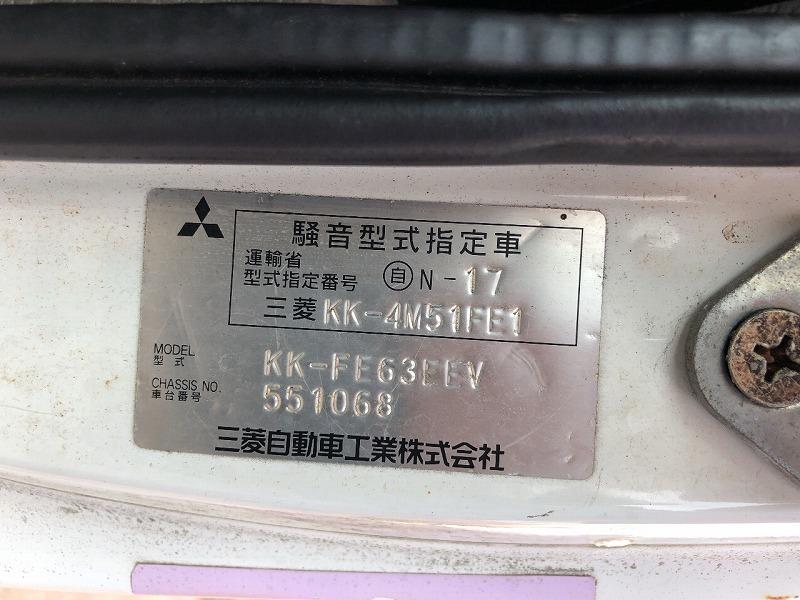 騒音型式指定車
運輸省
型式指定番号 自 N-17
三菱 KK-4M51FE1
MODEL
型式 KK-FE63EEV
CHASSIS NO.
車台番号 551068
三菱自動車工業株式会社